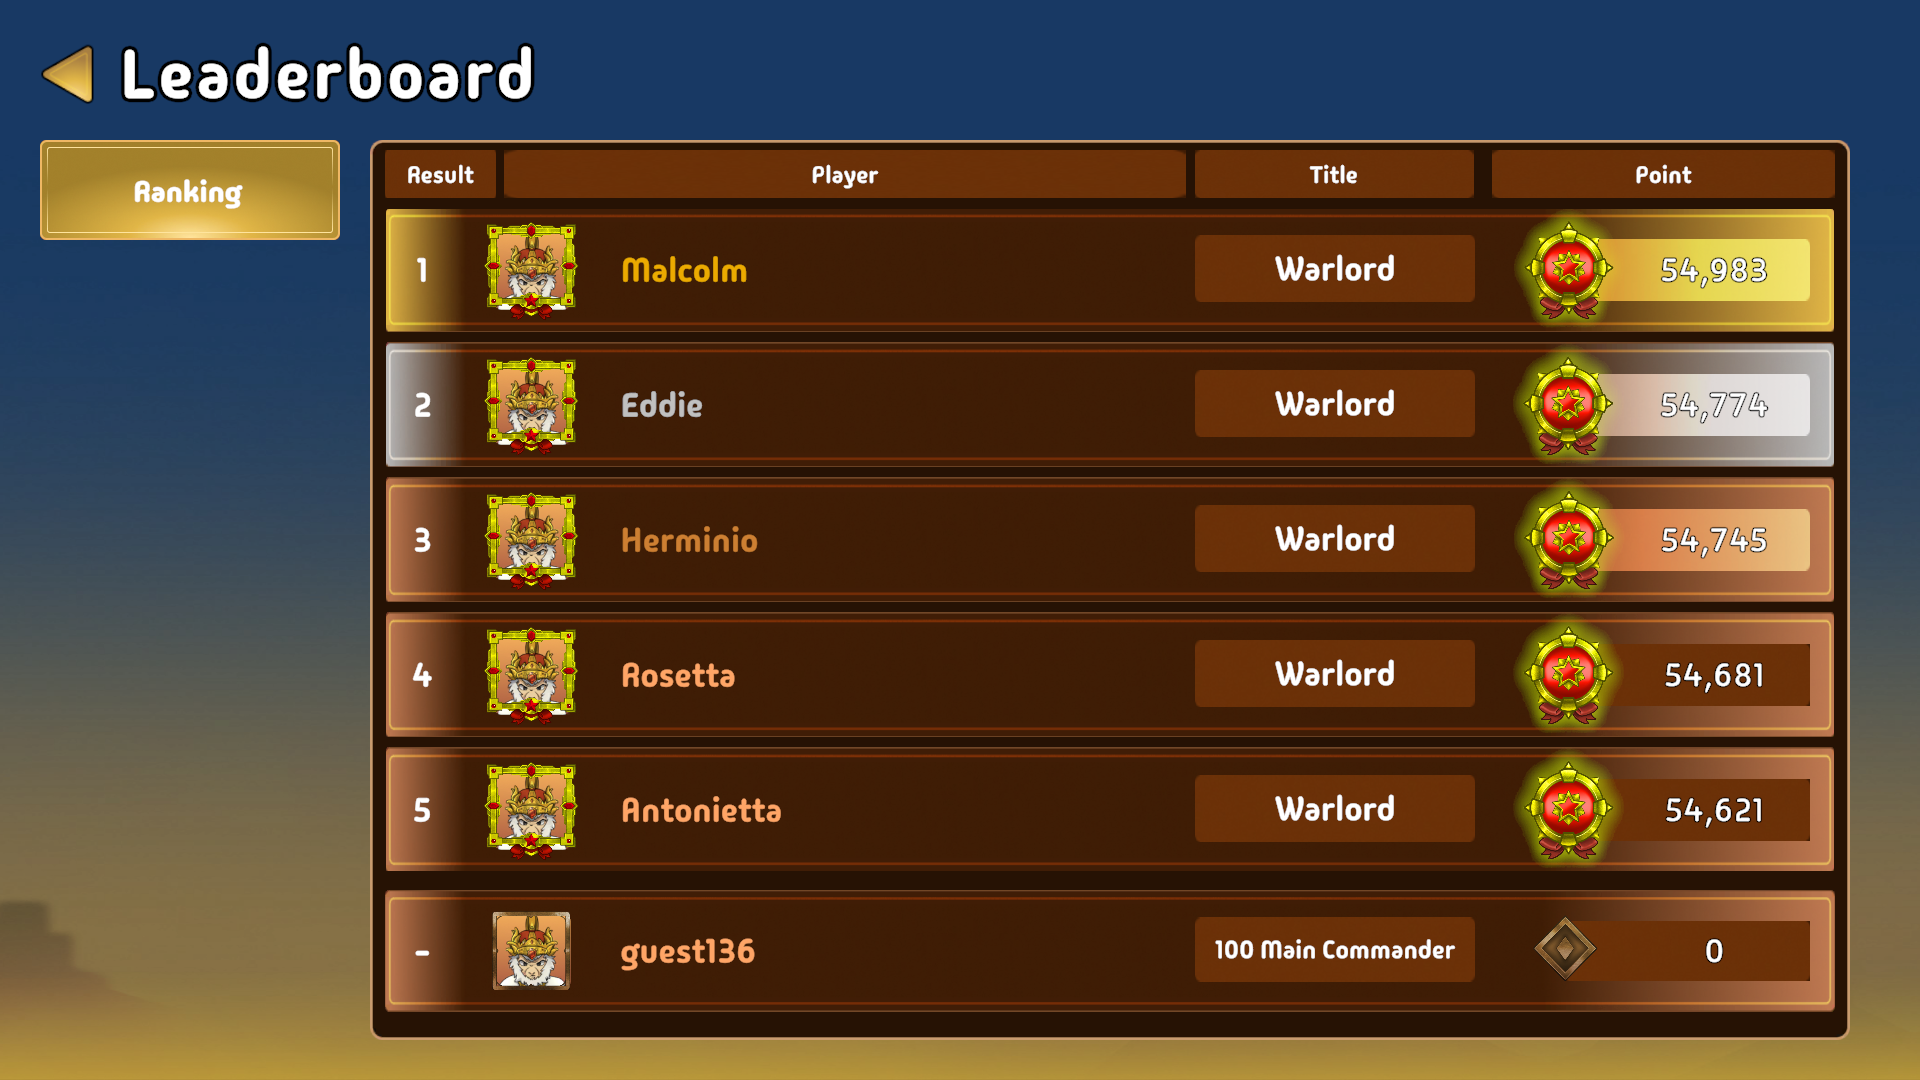 Leaderboard
Ranking
Result Player Title Point
1 Malcolm Warlord 54,983
2 Eddie Warlord 54,774
3 Herminio Warlord 54,745
4 Rosetta Warlord 54,681
5 Antonietta Warlord 54,621
- guest136 100 Main Commander 0